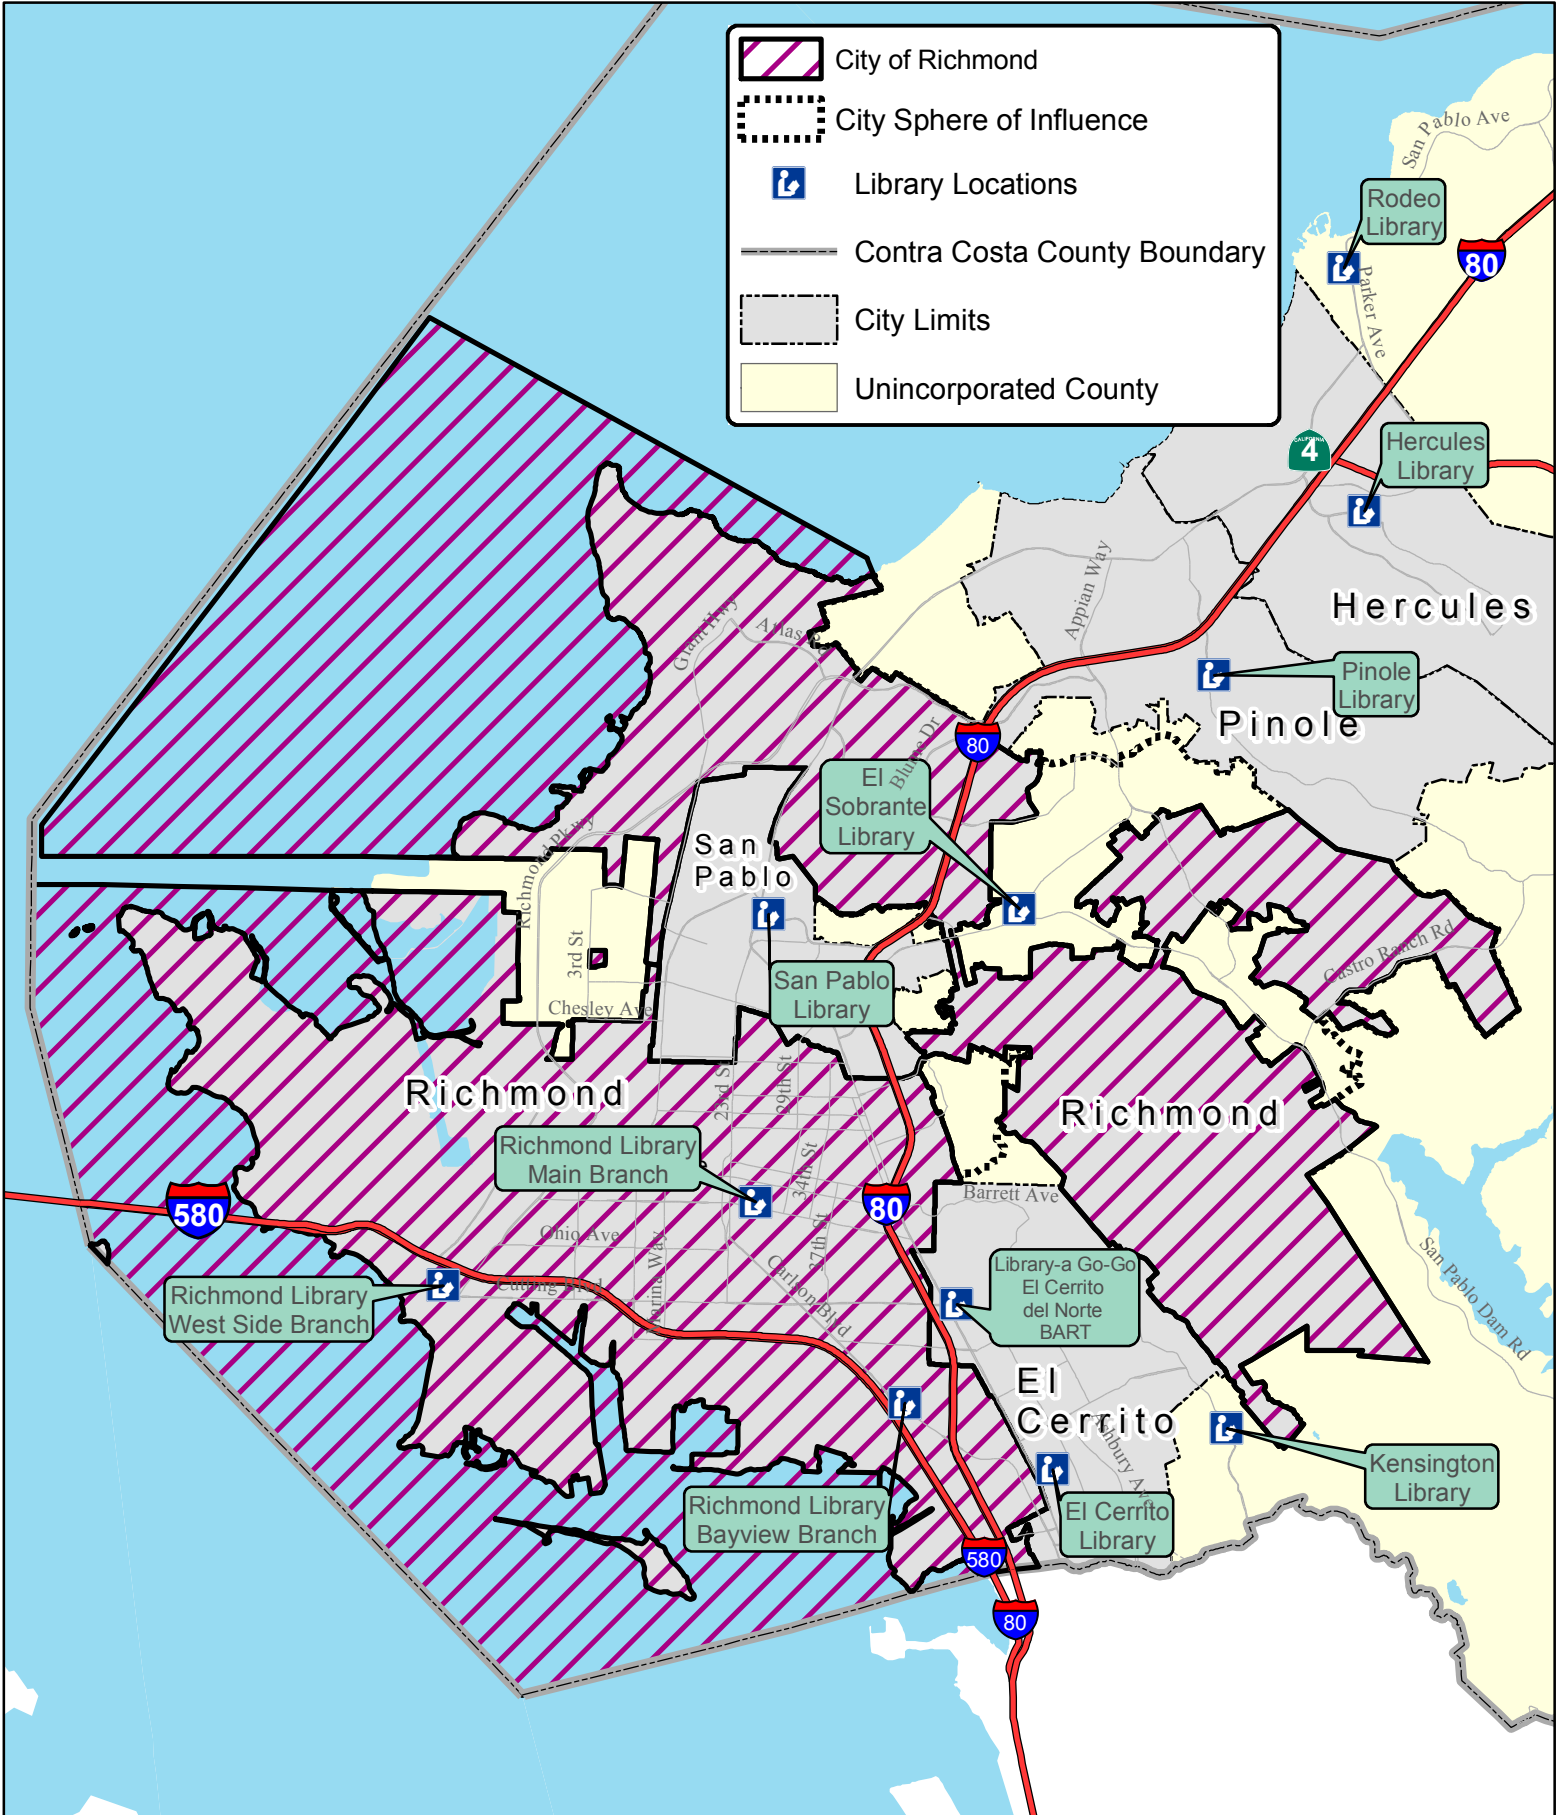 City of Richmond
City Sphere of Influence
Library Locations
Contra Costa County Boundary
City Limits
Unincorporated County
San Pablo Ave
Rodeo
Library
80
Parker Ave
CALIFORNIA
4
Hercules
Library
Hercules
Appian Way
Giant Hwy
Atlas Rd
Pinole
Library
Pinole
Blume Dr
80
El
Sobrante
Library
Richmond Pkwy
San
Pablo
3rd St
Castro Ranch Rd
San Pablo
Library
Chesley Ave
Richmond
23rd St
29th St
Richmond
Richmond Library
Main Branch
34th St
Barrett Ave
580
80
Ohio Ave
37th St
Marina Way
Carlson Blvd
San Pablo Dam Rd
Library-a Go-Go
El Cerrito
del Norte
BART
Richmond Library
West Side Branch
Cutting Blvd
El
Cerrito
Ashbury Ave
Kensington
Library
Richmond Library
Bayview Branch
El Cerrito
Library
580
80